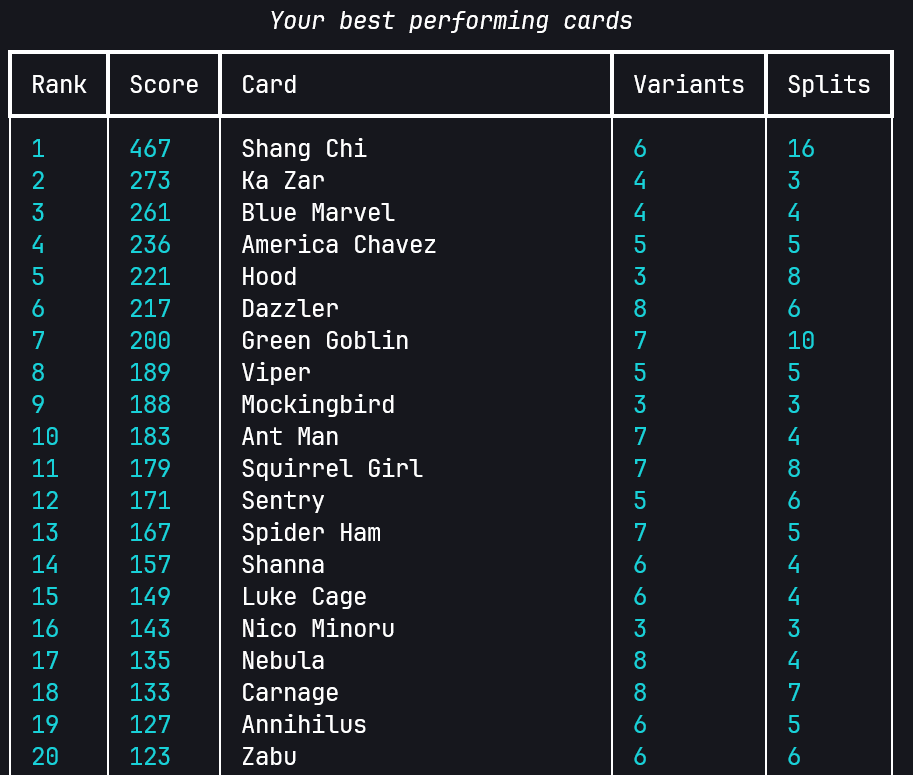 Your best performing cards
Rank Score Card Variants Splits
1 467 Shang Chi 6 16
2 273 Ka Zar 4 3
3 261 Blue Marvel 4 4
4 236 America Chavez 5 5
5 221 Hood 3 8
6 217 Dazzler 8 6
7 200 Green Goblin 7 10
8 189 Viper 5 5
9 188 Mockingbird 3 3
10 183 Ant Man 7 4
11 179 Squirrel Girl 7 8
12 171 Sentry 5 6
13 167 Spider Ham 7 5
14 157 Shanna 6 4
15 149 Luke Cage 6 4
16 143 Nico Minoru 3 3
17 135 Nebula 8 4
18 133 Carnage 8 7
19 127 Annihilus 6 5
20 123 Zabu 6 6